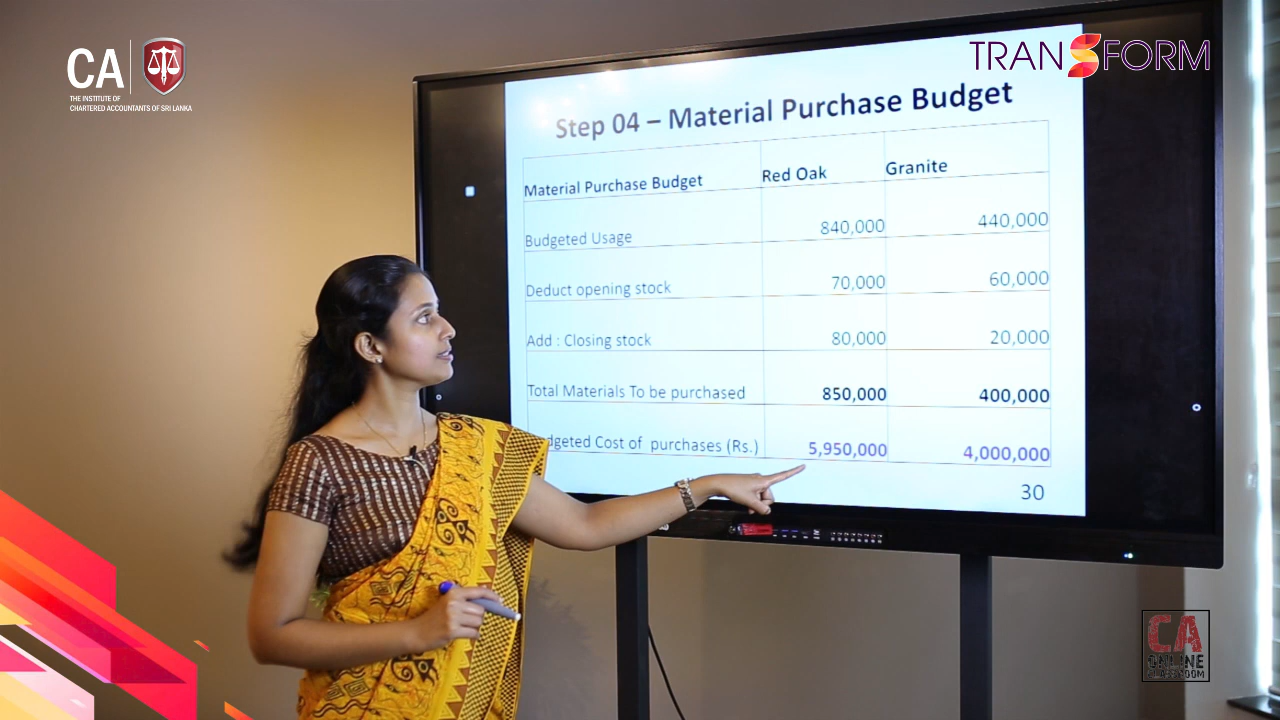 CA
THE INSTITUTE OF
CHARTERED ACCOUNTANTS OF SRI LANKA
TRANSFORM
Step 04 – Material Purchase Budget
Material Purchase Budget Red Oak Granite
Budgeted Usage 840,000 440,000
Deduct opening stock 70,000 60,000
Add : Closing stock 80,000 20,000
Total Materials To be purchased 850,000 400,000
dgeted Cost of purchases (Rs.) 5,950,000 4,000,000
30
CA
ONLINE
CLASSROOM